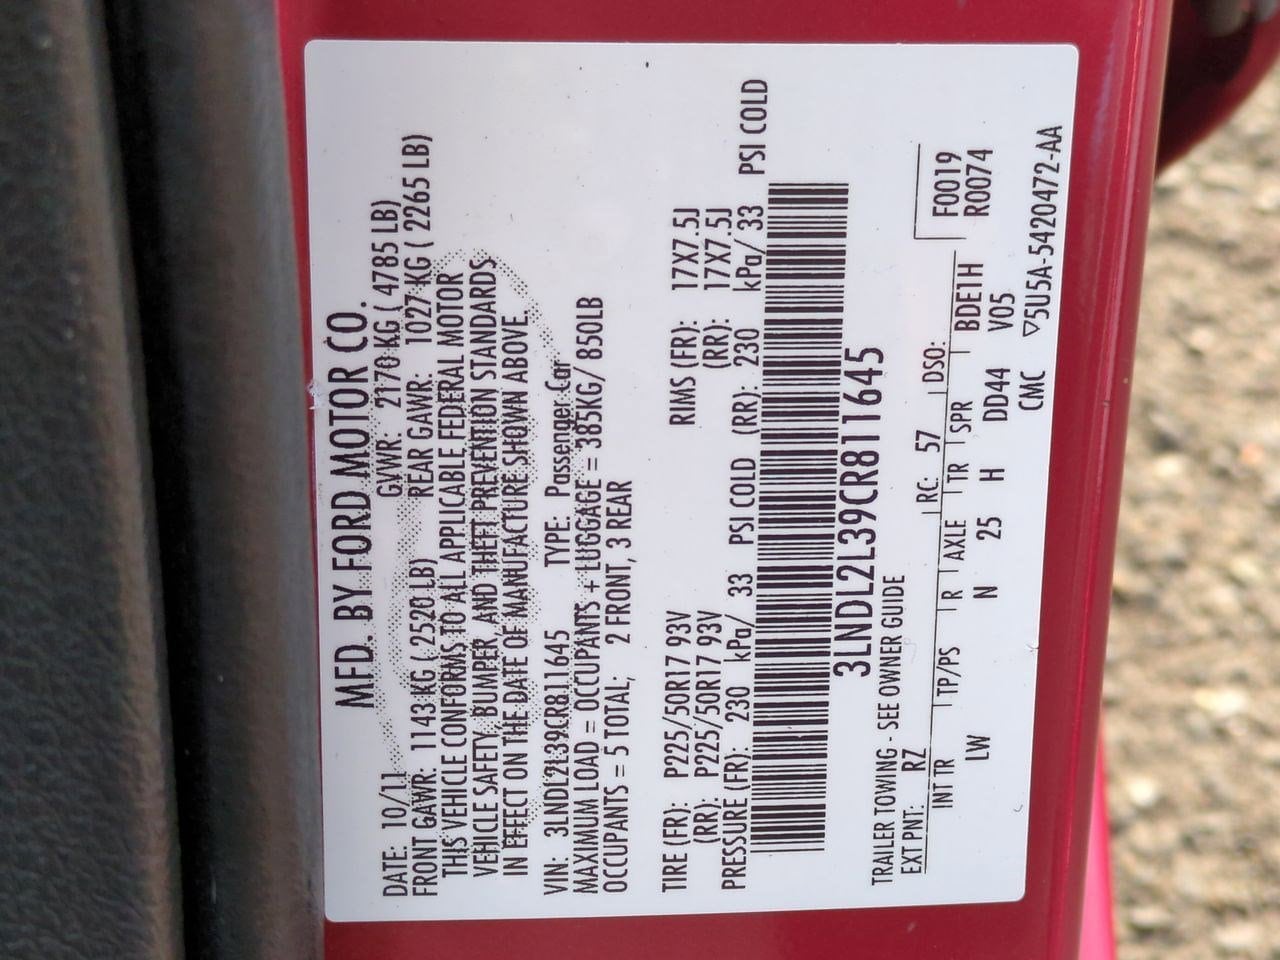 MFD. BY FORD MOTOR CO.
DATE: 10/11 GVWR: 2170 KG ( 4785 LB)
FRONT GAWR: 1143 KG ( 2520 LB) REAR GAWR: 1027 KG ( 2265 LB)
THIS VEHICLE CONFORMS TO ALL APPLICABLE FEDERAL MOTOR
VEHICLE SAFETY, BUMPER, AND THEFT PREVENTION STANDARDS
IN EFFECT ON THE DATE OF MANUFACTURE SHOWN ABOVE.
VIN: 3LNDL2L39CR811645 TYPE: Passenger Car
MAXIMUM LOAD = OCCUPANTS + LUGGAGE = 385KG/ 850LB
OCCUPANTS = 5 TOTAL; 2 FRONT, 3 REAR
TIRE (FR): P225/50R17 93V RIMS (FR): 17X7.5J
(RR): P225/50R17 93V (RR): 17X7.5J
PRESSURE (FR): 230 kPa/ 33 PSI COLD (RR): 230 kPa/ 33 PSI COLD
3LNDL2L39CR811645
TRAILER TOWING - SEE OWNER GUIDE
EXT PNT: RZ RC: 57 DSO: F0019
INT TR TP/PS R AXLE TR SPR BDE1H R0074
LW N 25 H DD44 V05
CMC ▽5U5A-5420472-AA